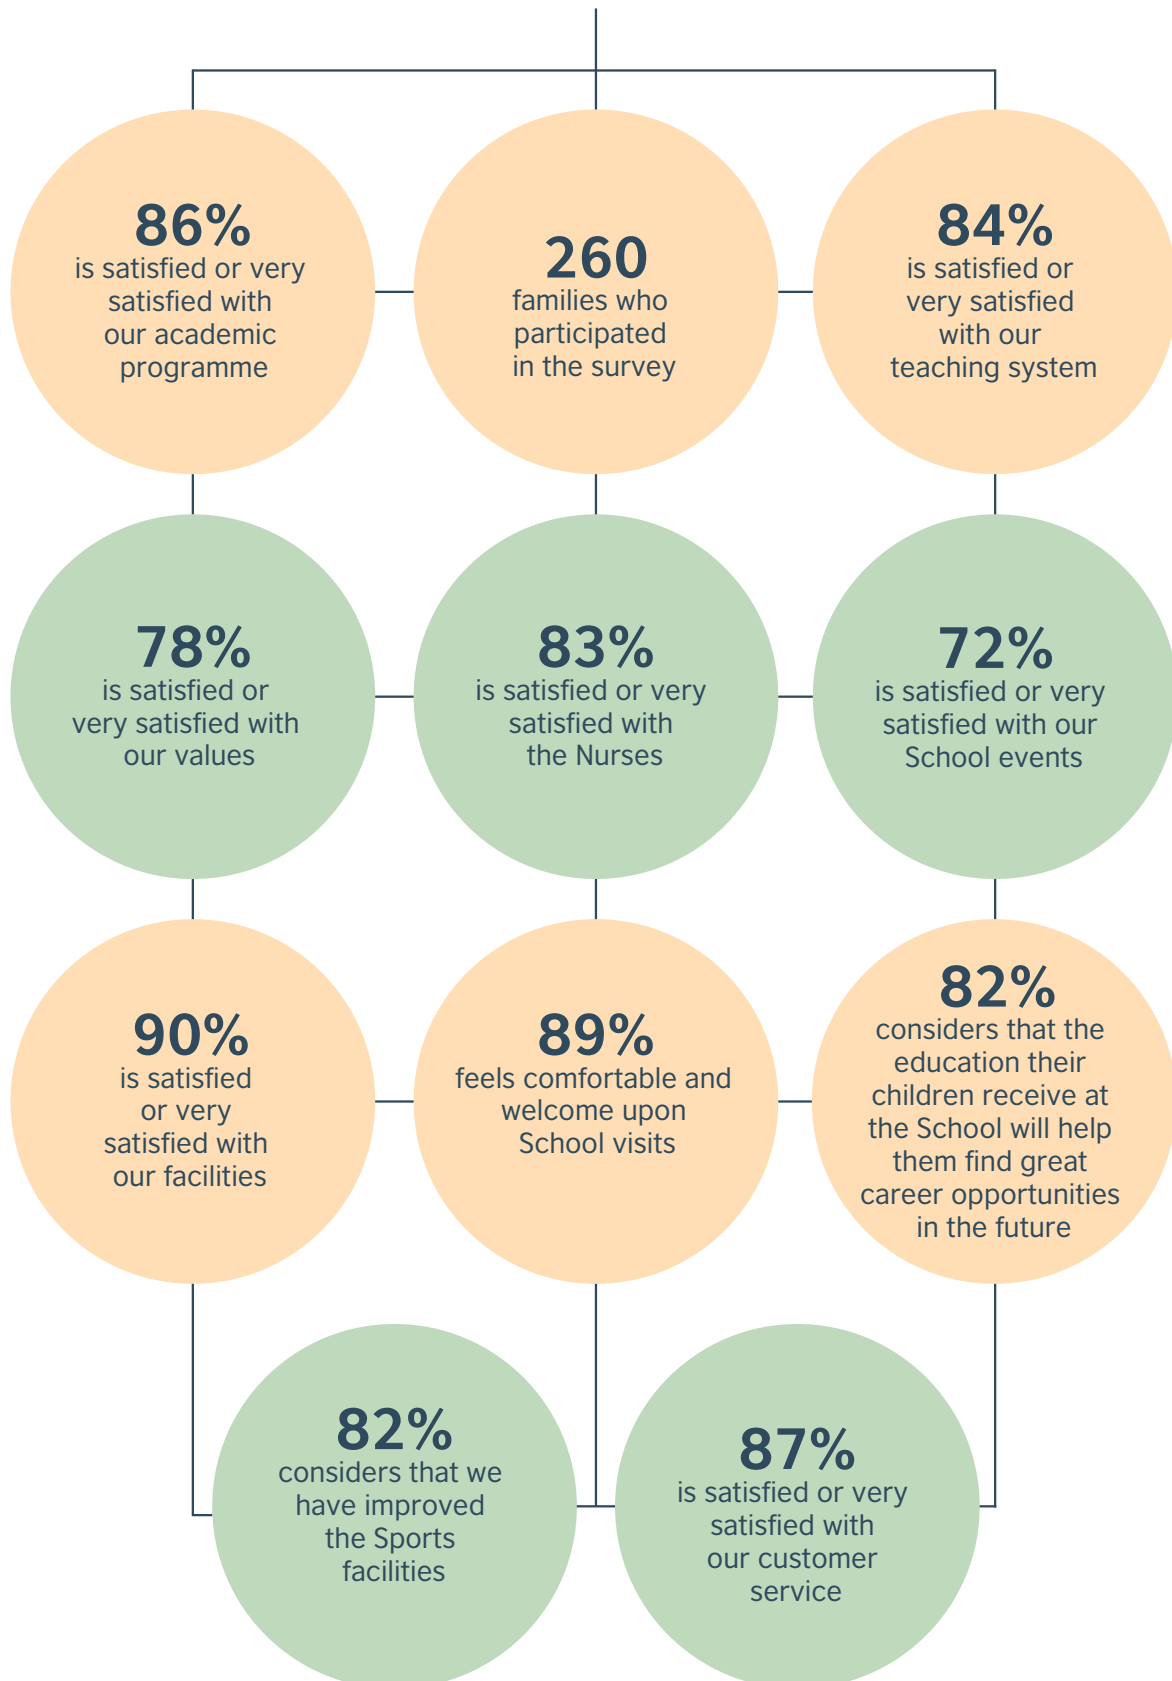 86%
is satisfied or very
satisfied with
our academic
programme
260
families who
participated
in the survey
84%
is satisfied or
very satisfied
with our
teaching system
78%
is satisfied or
very satisfied with
our values
83%
is satisfied or very
satisfied with
the Nurses
72%
is satisfied or very
satisfied with our
School events
90%
is satisfied
or very
satisfied with
our facilities
89%
feels comfortable and
welcome upon
School visits
82%
considers that the
education their
children receive at
the School will help
them find great
career opportunities
in the future
82%
considers that we
have improved
the Sports
facilities
87%
is satisfied or very
satisfied with
our customer
service